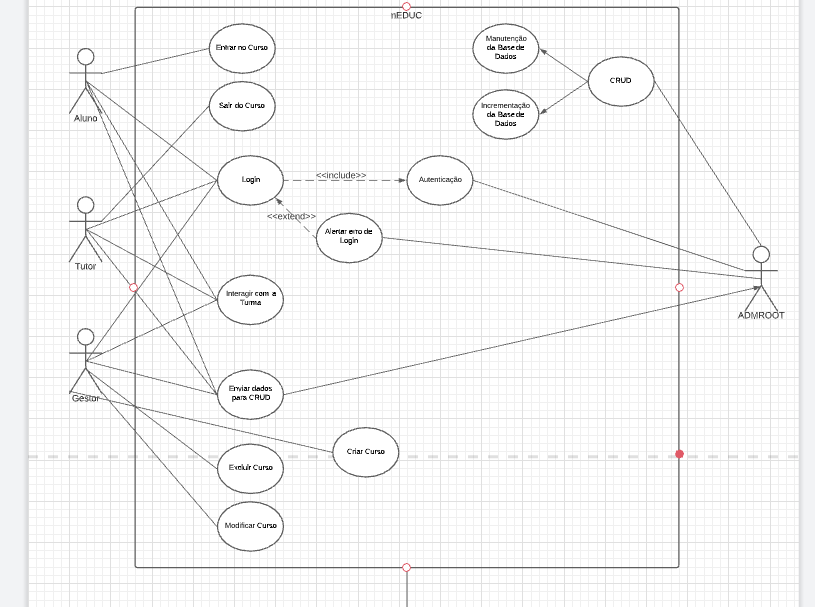 nEDUC
Entrar no Curso
Manutenção
da Base de
Dados
CRUD
Sair do Curso
Incrementação
da Base de
Dados
Aluno
Login
<<include>>
Autenticação
<<extend>>
Alertar erro de
Login
Tutor
Interagir com a
Turma
ADMROOT
Enviar dados
para CRUD
Gestor
Criar Curso
Excluir Curso
Modificar Curso